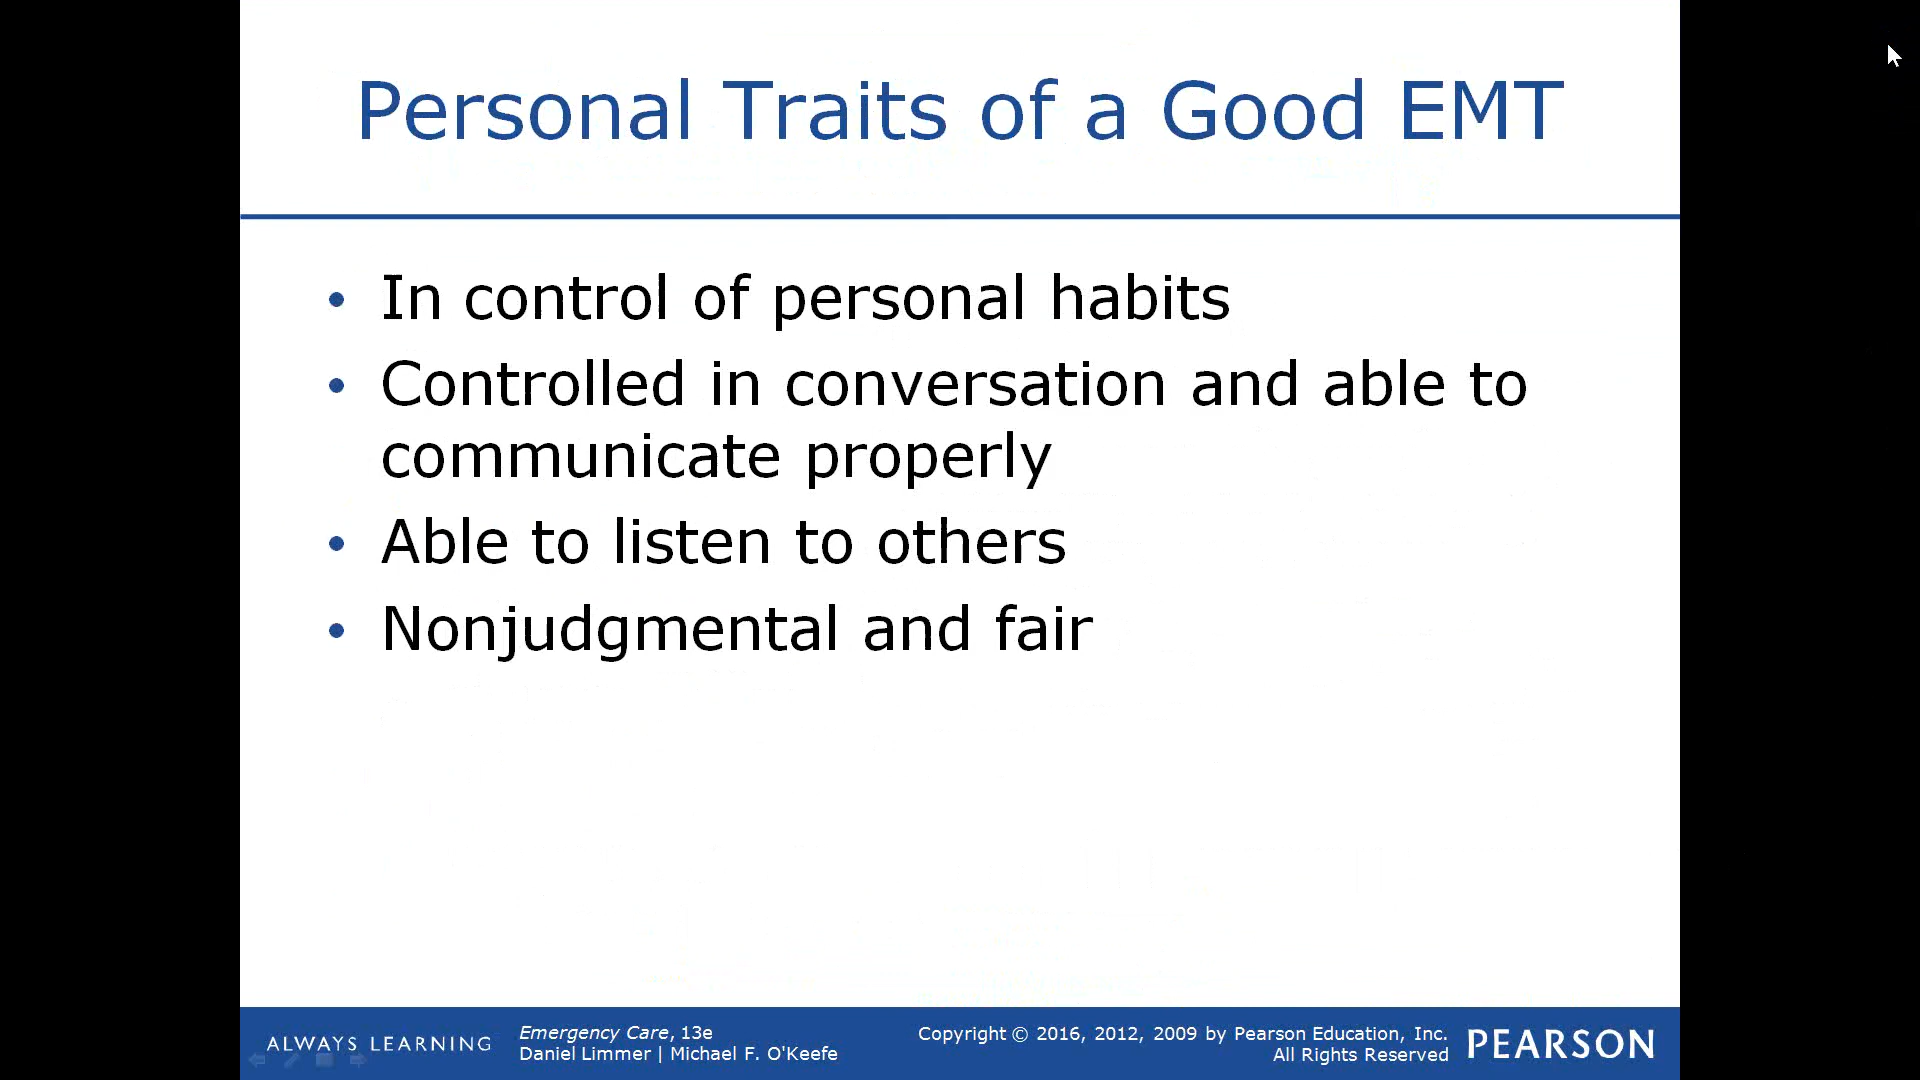 Personal Traits of a Good EMT
• In control of personal habits
• Controlled in conversation and able to
communicate properly
• Able to listen to others
• Nonjudgmental and fair
ALWAYS LEARNING
Emergency Care, 13e
Daniel Limmer | Michael F. O'Keefe
Copyright © 2016, 2012, 2009 by Pearson Education, Inc.
All Rights Reserved
PEARSON